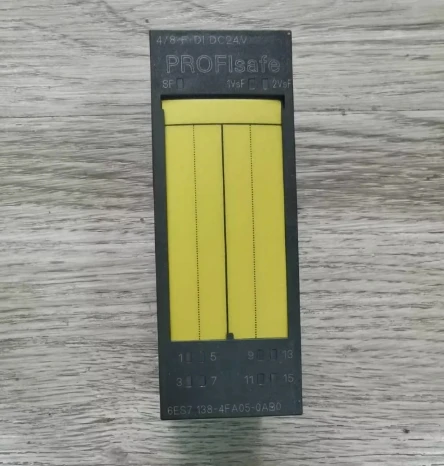 4/8 F-DI DC24V
PROFIsafe
SF 1VsF 2VsF
1 5 9 13
3 7 11 15
6ES7 138-4FA05-0AB0